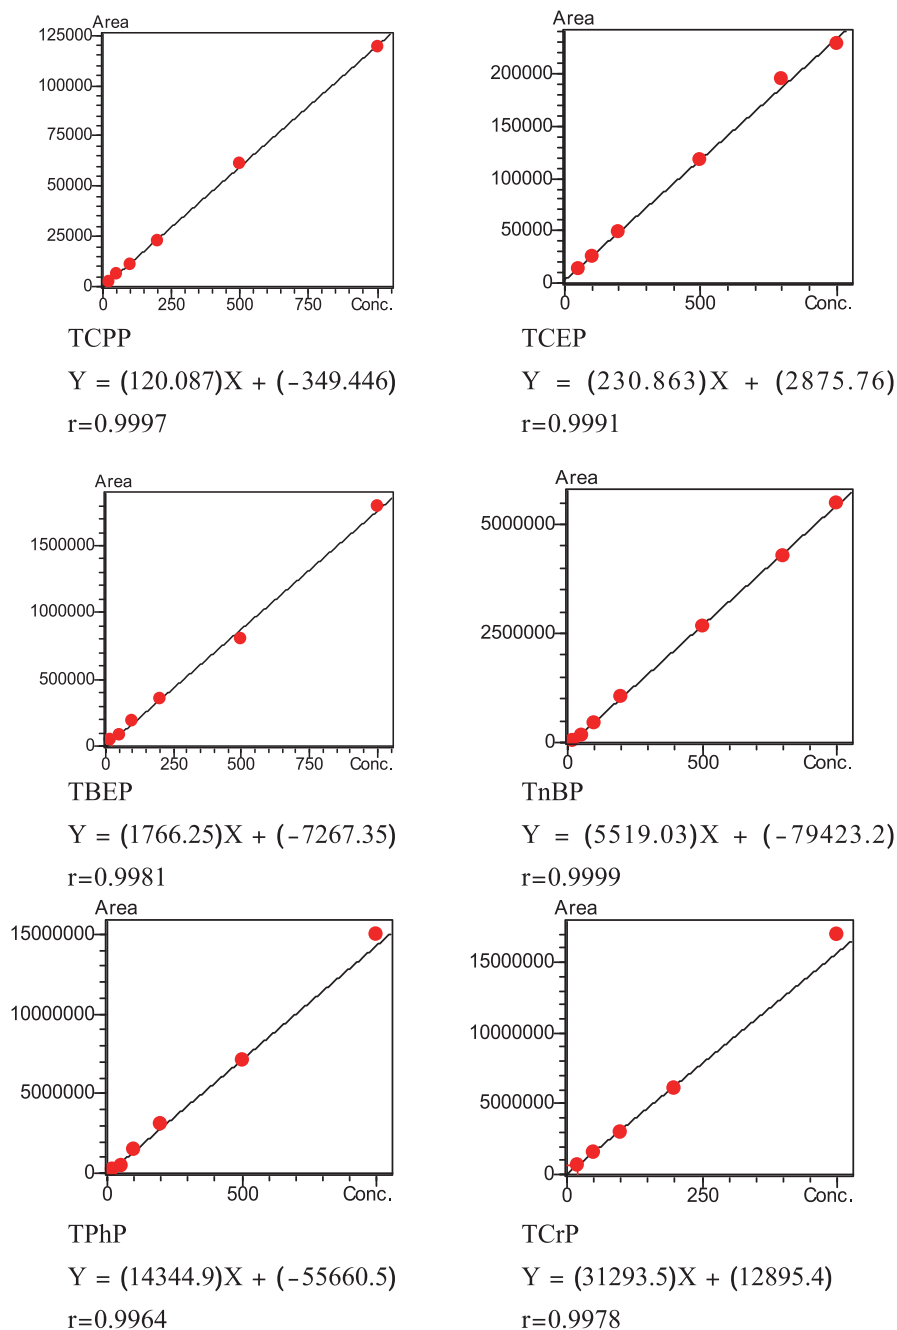 Area
125000
100000
75000
50000
25000
0
0 250 500 750 Conc.
TCPP
Y = (120.087)X + (-349.446)
r=0.9997
Area
200000
150000
100000
50000
0
0 500 Conc.
TCEP
Y = (230.863)X + (2875.76)
r=0.9991
Area
1500000
1000000
500000
0
0 250 500 750 Conc.
TBEP
Y = (1766.25)X + (-7267.35)
r=0.9981
Area
5000000
2500000
0
0 500 Conc.
TnBP
Y = (5519.03)X + (-79423.2)
r=0.9999
Area
15000000
10000000
5000000
0
0 500 Conc.
TPhP
Y = (14344.9)X + (-55660.5)
r=0.9964
Area
15000000
10000000
5000000
0
0 250 Conc.
TCrP
Y = (31293.5)X + (12895.4)
r=0.9978